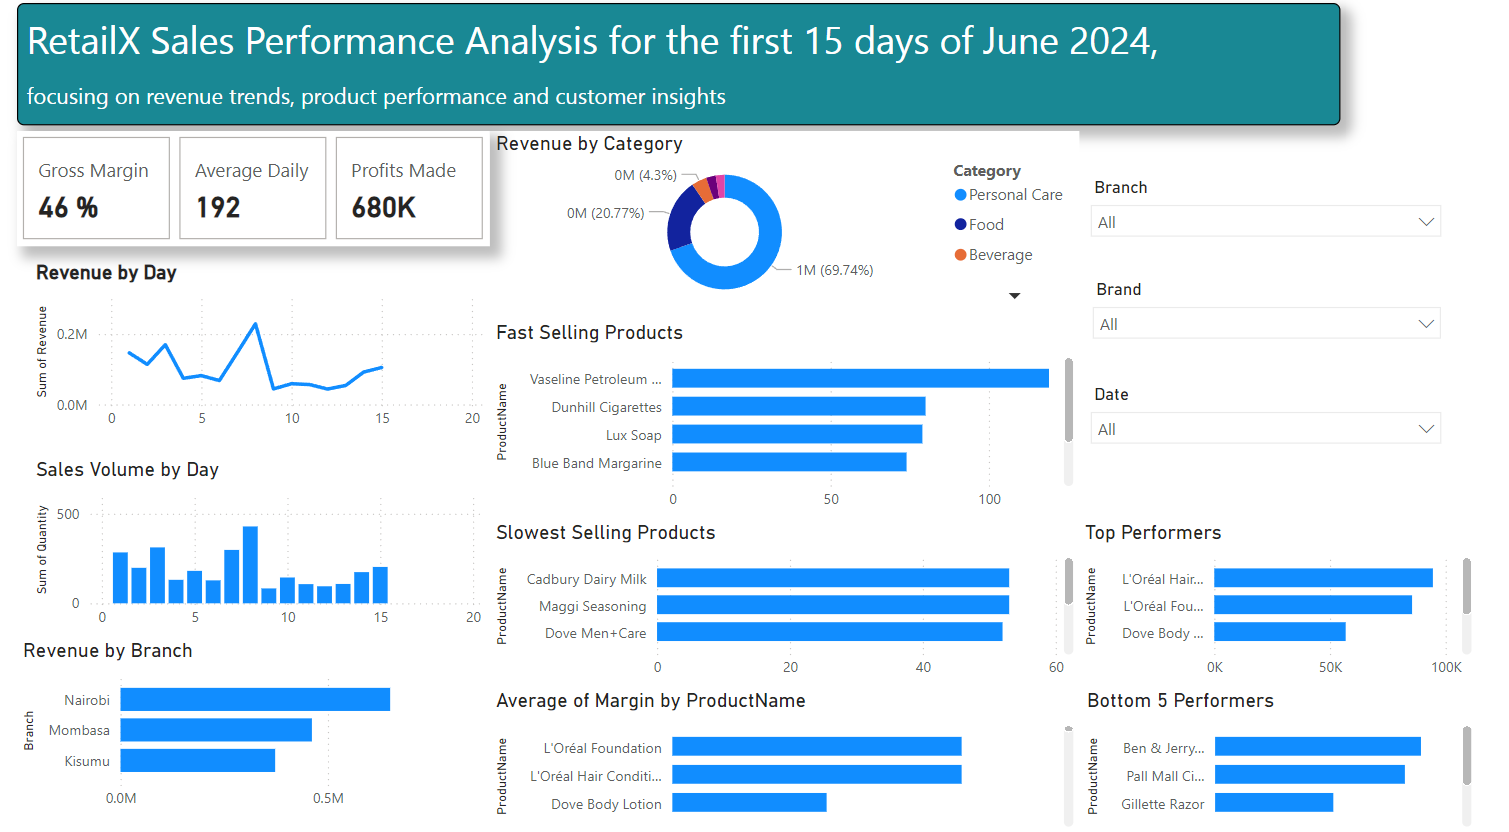 RetailX Sales Performance Analysis for the first 15 days of June 2024,
focusing on revenue trends, product performance and customer insights
Gross Margin
46 %
Average Daily
192
Profits Made
680K
Revenue by Day
Sum of Revenue
0.2M
0.0M
0 5 10 15 20
Sales Volume by Day
Sum of Quantity
500
0
0 5 10 15 20
Revenue by Branch
Branch
Nairobi
Mombasa
Kisumu
0.0M 0.5M
Revenue by Category
0M (4.3%)
0M (20.77%)
1M (69.74%)
Category
Personal Care
Food
Beverage
Fast Selling Products
ProductName
Vaseline Petroleum ...
Dunhill Cigarettes
Lux Soap
Blue Band Margarine
0 50 100
Slowest Selling Products
ProductName
Cadbury Dairy Milk
Maggi Seasoning
Dove Men+Care
0 20 40 60
Average of Margin by ProductName
ProductName
L'Oréal Foundation
L'Oréal Hair Conditi...
Dove Body Lotion
Branch
All
Brand
All
Date
All
Top Performers
ProductName
L'Oréal Hair...
L'Oréal Fou...
Dove Body ...
0K 50K 100K
Bottom 5 Performers
ProductName
Ben & Jerry...
Pall Mall Ci...
Gillette Razor